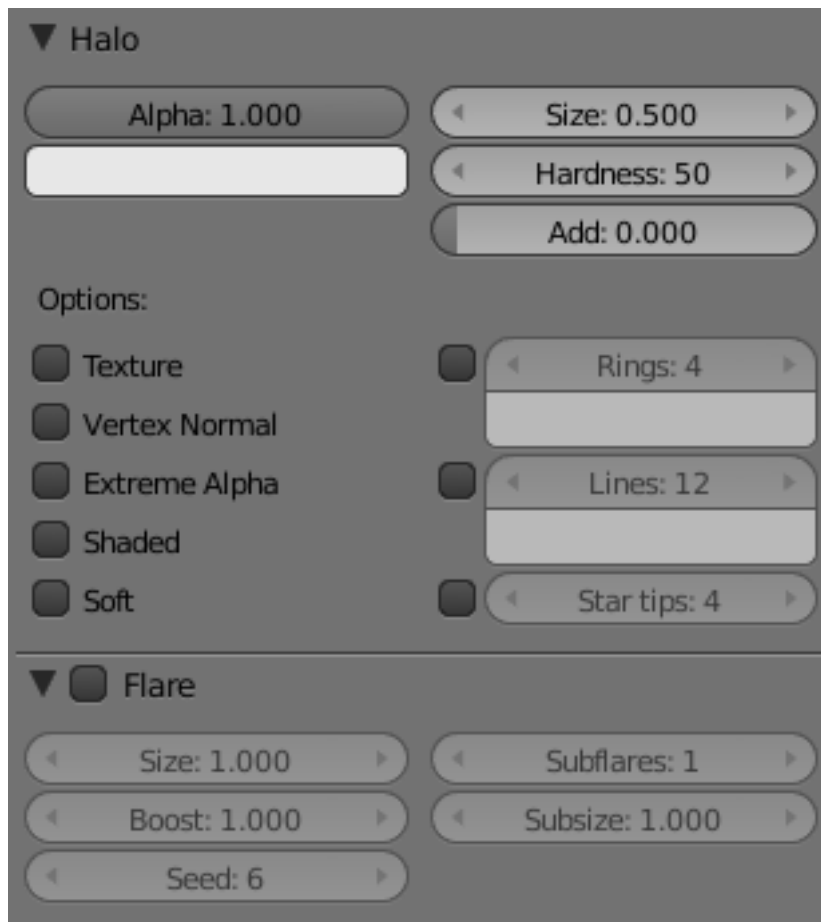 Halo
Alpha: 1.000
Size: 0.500
Hardness: 50
Add: 0.000
Options:
Texture
Rings: 4
Vertex Normal
Extreme Alpha
Lines: 12
Shaded
Soft
Star tips: 4
Flare
Size: 1.000
Subflares: 1
Boost: 1.000
Subsize: 1.000
Seed: 6